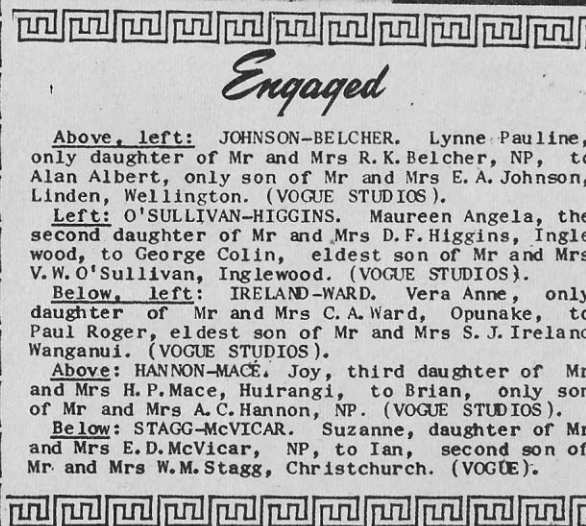 Engaged
Above, left: JOHNSON-BELCHER. Lynne Pauline,
only daughter of Mr and Mrs R.K.Belcher, NP, to
Alan Albert, only son of Mr and Mrs E.A.Johnson,
Linden, Wellington. (VOGUE STUDIOS).
Left: O'SULLIVAN-HIGGINS. Maureen Angela, the
second daughter of Mr and Mrs D.F.Higgins, Ingle
wood, to George Colin, eldest son of Mr and Mrs
V.W.O'Sullivan, Inglewood. (VOGUE STUDIOS).
Below, left: IRELAND-WARD. Vera Anne, only
daughter of Mr and Mrs C.A.Ward, Opunake, to
Paul Roger, eldest son of Mr and Mrs S.J.Ireland
Wanganui. (VOGUE STUDIOS).
Above: HANNON-MACE. Joy, third daughter of Mr
and Mrs H.P.Mace, Huirangi, to Brian, only son
of Mr and Mrs A.C.Hannon, NP. (VOGUE STUDIOS).
Below: STAGG-McVICAR. Suzanne, daughter of Mr
and Mrs E.D.McVicar, NP, to Ian, second son of
Mr and Mrs W.M.Stagg, Christchurch. (VOGUE).